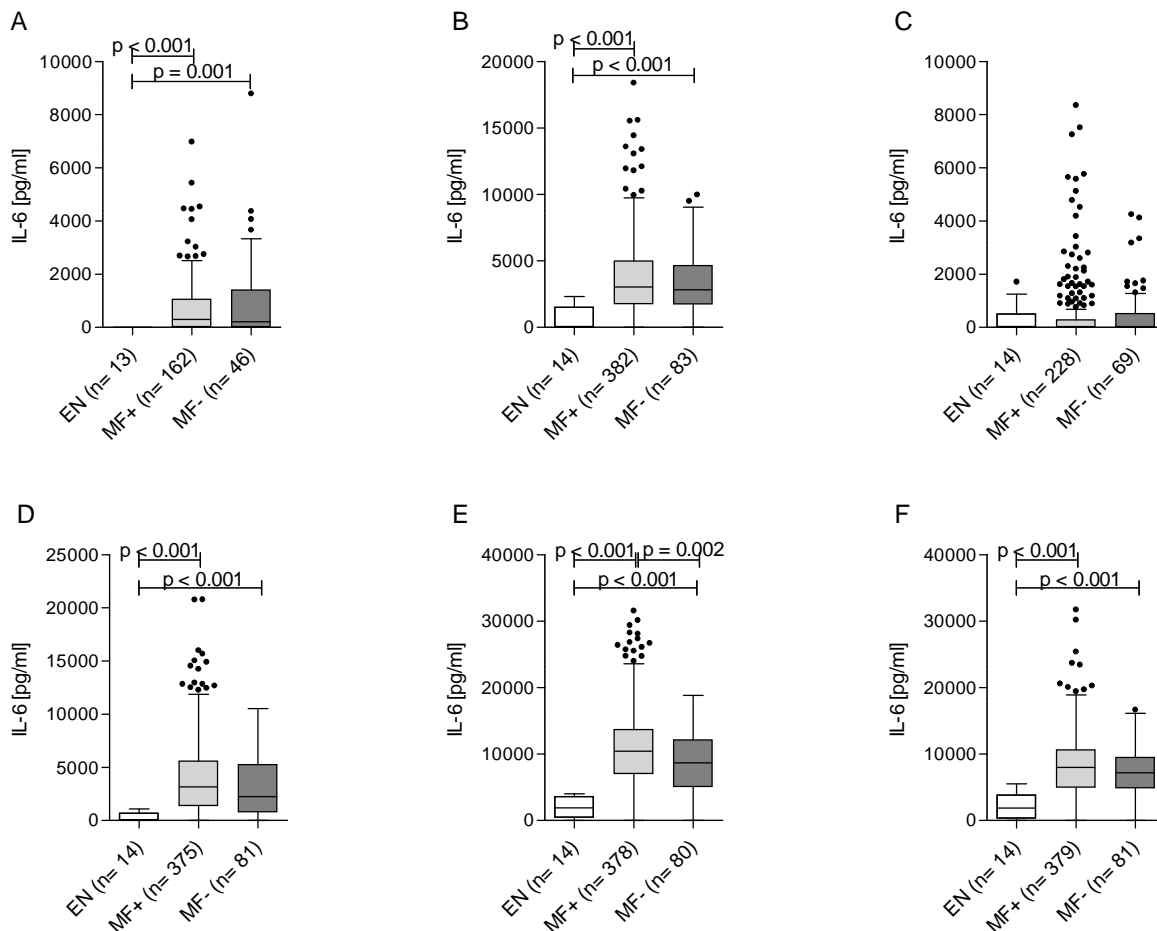 A
p < 0.001
p = 0.001
IL-6 [pg/ml]
10000
8000
6000
4000
2000
0
EN (n= 13)
MF+ (n= 162)
MF- (n= 46)
B
p < 0.001
p < 0.001
IL-6 [pg/ml]
20000
15000
10000
5000
0
EN (n= 14)
MF+ (n= 382)
MF- (n= 83)
C
IL-6 [pg/ml]
10000
8000
6000
4000
2000
0
EN (n= 14)
MF+ (n= 228)
MF- (n= 69)
D
p < 0.001
p < 0.001
IL-6 [pg/ml]
25000
20000
15000
10000
5000
0
EN (n= 14)
MF+ (n= 375)
MF- (n= 81)
E
p < 0.001 p = 0.002
p < 0.001
IL-6 [pg/ml]
40000
30000
20000
10000
0
EN (n= 14)
MF+ (n= 378)
MF- (n= 80)
F
p < 0.001
p < 0.001
IL-6 [pg/ml]
40000
30000
20000
10000
0
EN (n= 14)
MF+ (n= 379)
MF- (n= 81)